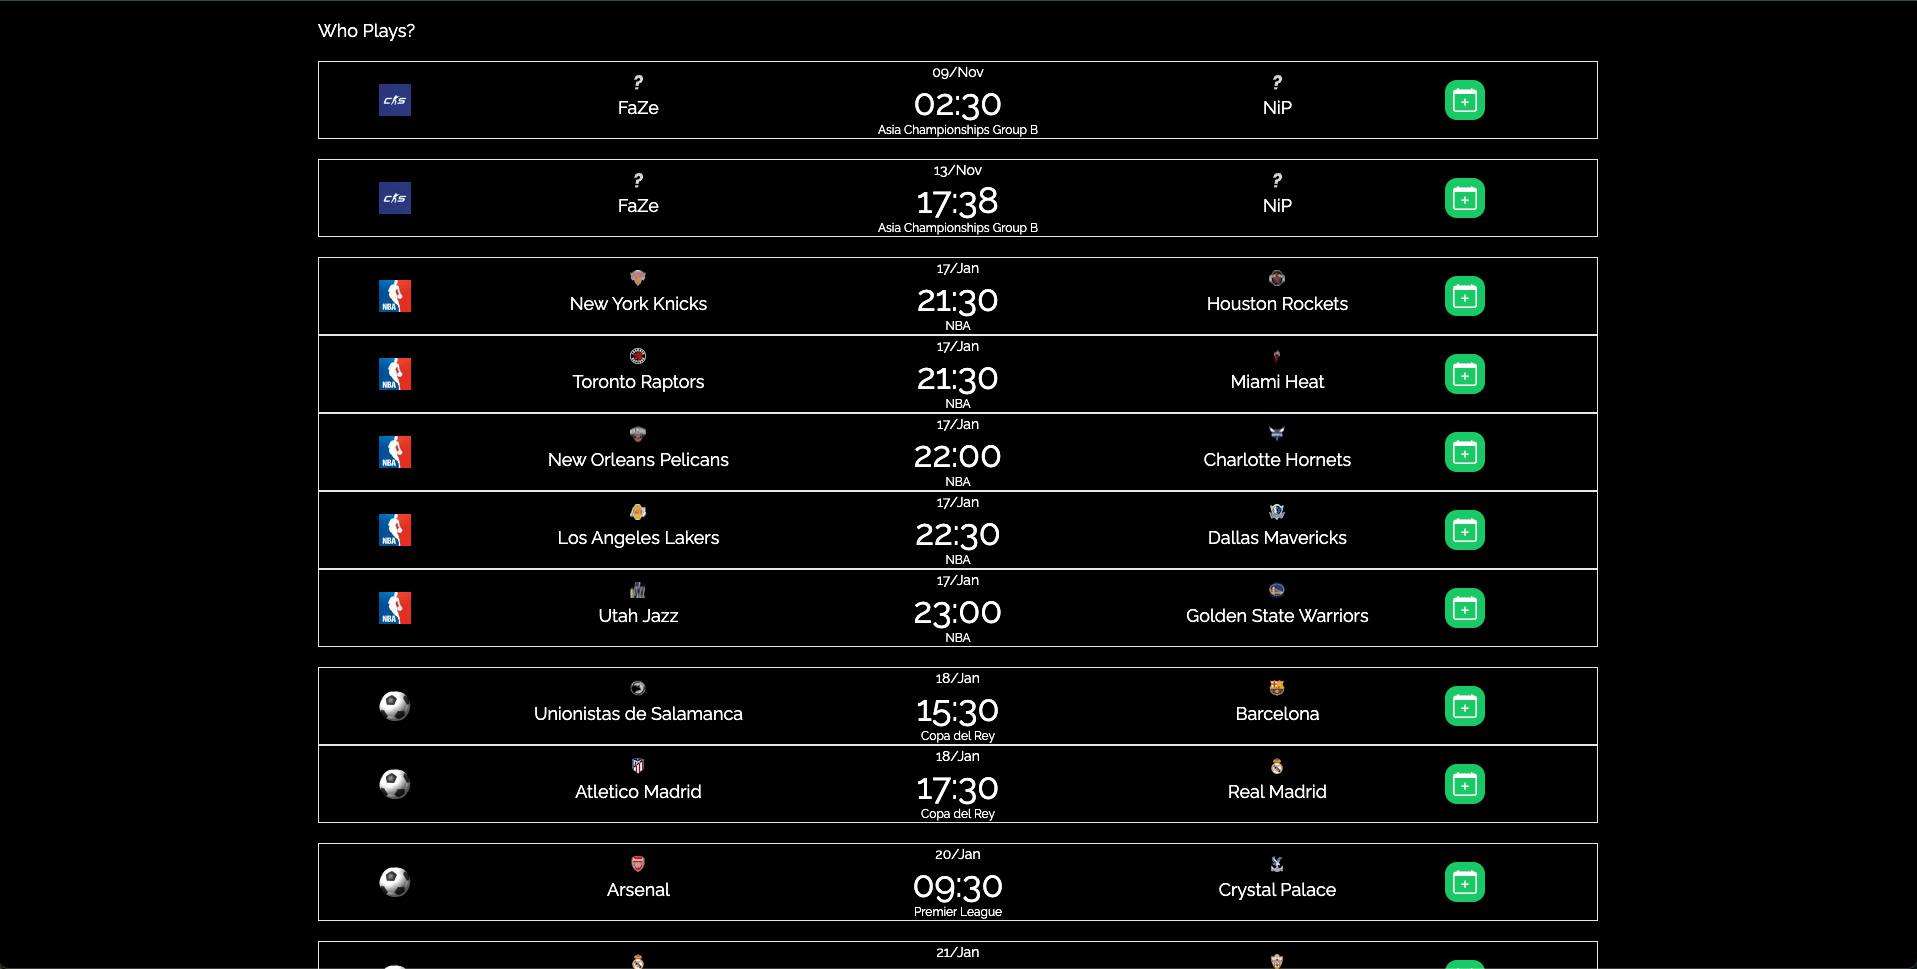 Who Plays?
09/Nov
?
?
FaZe
02:30
NiP
Asia Championships Group B
13/Nov
?
?
FaZe
17:38
NiP
Asia Championships Group B
17/Jan
New York Knicks
21:30
Houston Rockets
NBA
NBA
17/Jan
Toronto Raptors
21:30
Miami Heat
NBA
NBA
17/Jan
New Orleans Pelicans
22:00
Charlotte Hornets
NBA
NBA
17/Jan
Los Angeles Lakers
22:30
Dallas Mavericks
NBA
NBA
17/Jan
Utah Jazz
23:00
Golden State Warriors
NBA
NBA
18/Jan
Unionistas de Salamanca
15:30
Barcelona
Copa del Rey
18/Jan
Atletico Madrid
17:30
Real Madrid
Copa del Rey
20/Jan
Arsenal
09:30
Crystal Palace
Premier League
21/Jan